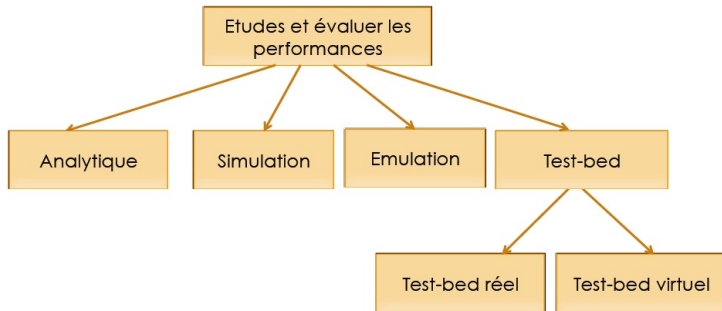 Etudes et évaluer les
performances
Analytique
Simulation
Emulation
Test-bed
Test-bed réel
Test-bed virtuel